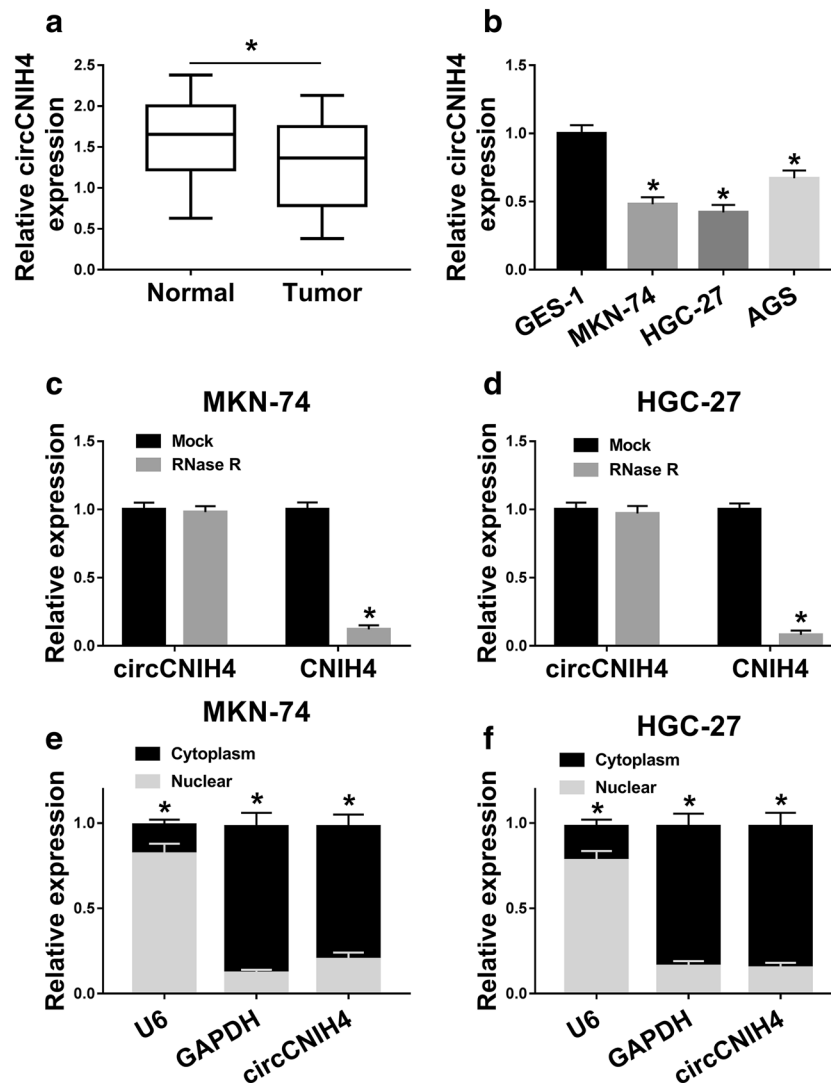 a
Relative circCNIH4
expression
2.5
2.0
1.5
1.0
0.5
0.0
*
Normal Tumor
b
Relative circCNIH4
expression
1.5
1.0
0.5
0.0
* * *
GES-1 MKN-74 HGC-27 AGS
c
MKN-74
Relative expression
1.5
1.0
0.5
0.0
Mock
RNase R
*
circCNIH4 CNIH4
d
HGC-27
Relative expression
1.5
1.0
0.5
0.0
Mock
RNase R
*
circCNIH4 CNIH4
e
MKN-74
Relative expression
1.0
0.5
0.0
Cytoplasm
Nuclear
* * *
U6 GAPDH circCNIH4
f
HGC-27
Relative expression
1.0
0.5
0.0
Cytoplasm
Nuclear
* * *
U6 GAPDH circCNIH4